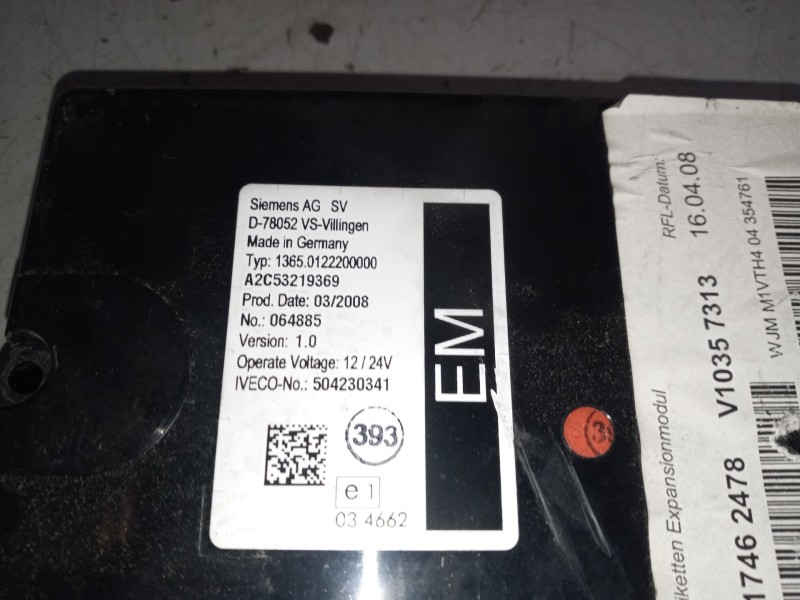 Siemens AG SV
D-78052 VS-Villingen
Made in Germany
Typ: 1365.0122200000
A2C53219369
Prod. Date: 03/2008
No.: 064885
Version: 1.0
Operate Voltage: 12 / 24V
IVECO-No.: 504230341
393
e1
03 4662
EM
3
RFL-Datum:
16.04.08
WJM M1VTH4 04 354761
V10357313
Expansionmodul
1746 2478